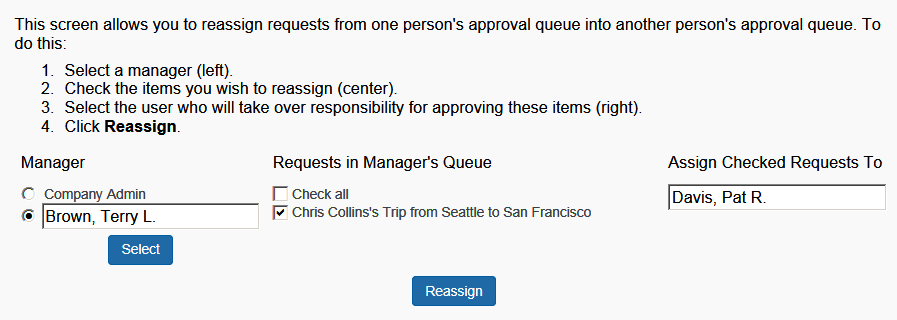 This screen allows you to reassign requests from one person's approval queue into another person's approval queue. To
do this:
1. Select a manager (left).
2. Check the items you wish to reassign (center).
3. Select the user who will take over responsibility for approving these items (right).
4. Click Reassign.
Manager
Requests in Manager's Queue
Assign Checked Requests To
Company Admin
Check all
Davis, Pat R.
Brown, Terry L.
Chris Collins's Trip from Seattle to San Francisco
Select
Reassign